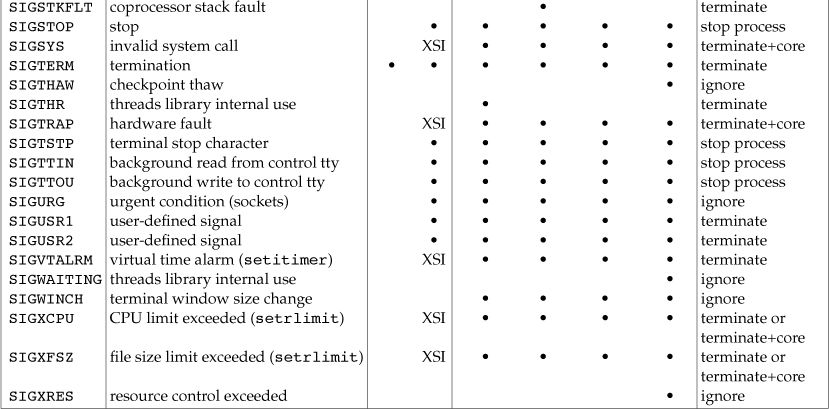 SIGSTKFLT coprocessor stack fault • terminate
SIGSTOP stop • • • • • stop process
SIGSYS invalid system call XSI • • • • terminate+core
SIGTERM termination • • • • • • terminate
SIGTHAW checkpoint thaw • ignore
SIGTHR threads library internal use • terminate
SIGTRAP hardware fault XSI • • • • terminate+core
SIGTSTP terminal stop character • • • • • stop process
SIGTTIN background read from control tty • • • • • stop process
SIGTTOU background write to control tty • • • • • stop process
SIGURG urgent condition (sockets) • • • • • ignore
SIGUSR1 user-defined signal • • • • • terminate
SIGUSR2 user-defined signal • • • • • terminate
SIGVTALRM virtual time alarm (setitimer) XSI • • • • terminate
SIGWAITING threads library internal use • ignore
SIGWINCH terminal window size change • • • • ignore
SIGXCPU CPU limit exceeded (setrlimit) XSI • • • • terminate or
terminate+core
SIGXFSZ file size limit exceeded (setrlimit) XSI • • • • terminate or
terminate+core
SIGXRES resource control exceeded • ignore